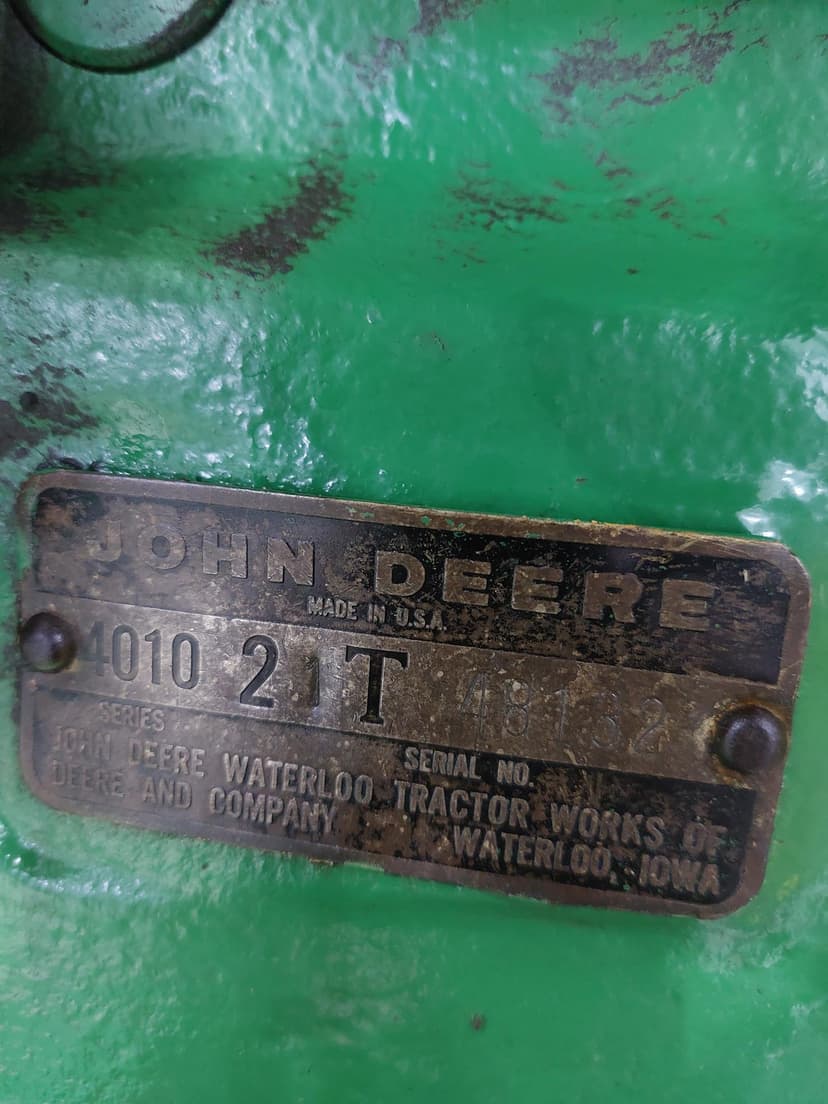 JOHN DEERE
MADE IN U.S.A.
4010 21T 48132
SERIES
SERIAL NO.
JOHN DEERE WATERLOO TRACTOR WORKS OF
DEERE AND COMPANY
WATERLOO, IOWA